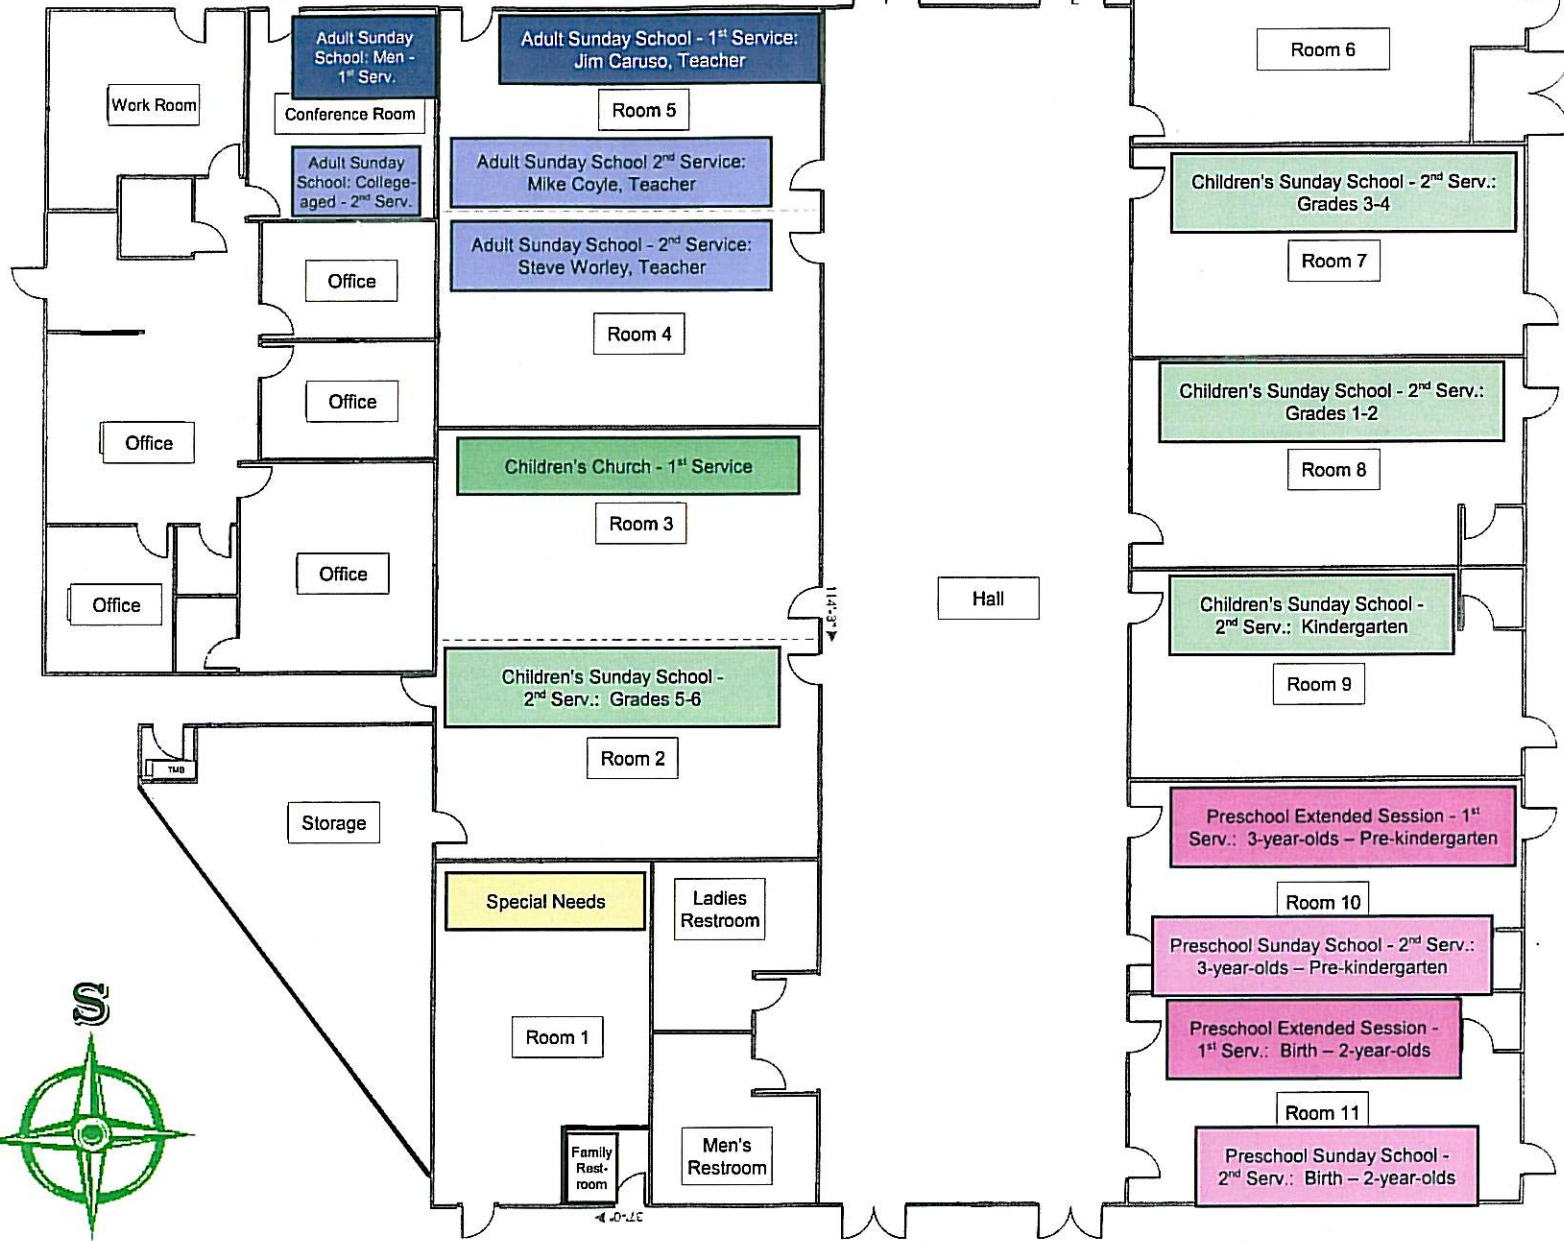 Adult Sunday
School: Men -
1st Serv.
Work Room
Conference Room
Adult Sunday
School: College-
aged - 2nd Serv.
Office
Office
Office
Office
Office
Adult Sunday School - 1st Service:
Jim Caruso, Teacher
Room 5
Adult Sunday School 2nd Service:
Mike Coyle, Teacher
Adult Sunday School - 2nd Service:
Steve Worley, Teacher
Room 4
Children's Church - 1st Service
Room 3
114'-3"
Children's Sunday School -
2nd Serv.: Grades 5-6
Room 2
TMB
Storage
Special Needs
Ladies
Restroom
Room 1
Family
Rest-
room
Men's
Restroom
37'-0"
S
Hall
Room 6
Children's Sunday School - 2nd Serv.:
Grades 3-4
Room 7
Children's Sunday School - 2nd Serv.:
Grades 1-2
Room 8
Children's Sunday School -
2nd Serv.: Kindergarten
Room 9
Preschool Extended Session - 1st
Serv.: 3-year-olds – Pre-kindergarten
Room 10
Preschool Sunday School - 2nd Serv.:
3-year-olds – Pre-kindergarten
Preschool Extended Session -
1st Serv.: Birth – 2-year-olds
Room 11
Preschool Sunday School -
2nd Serv.: Birth – 2-year-olds